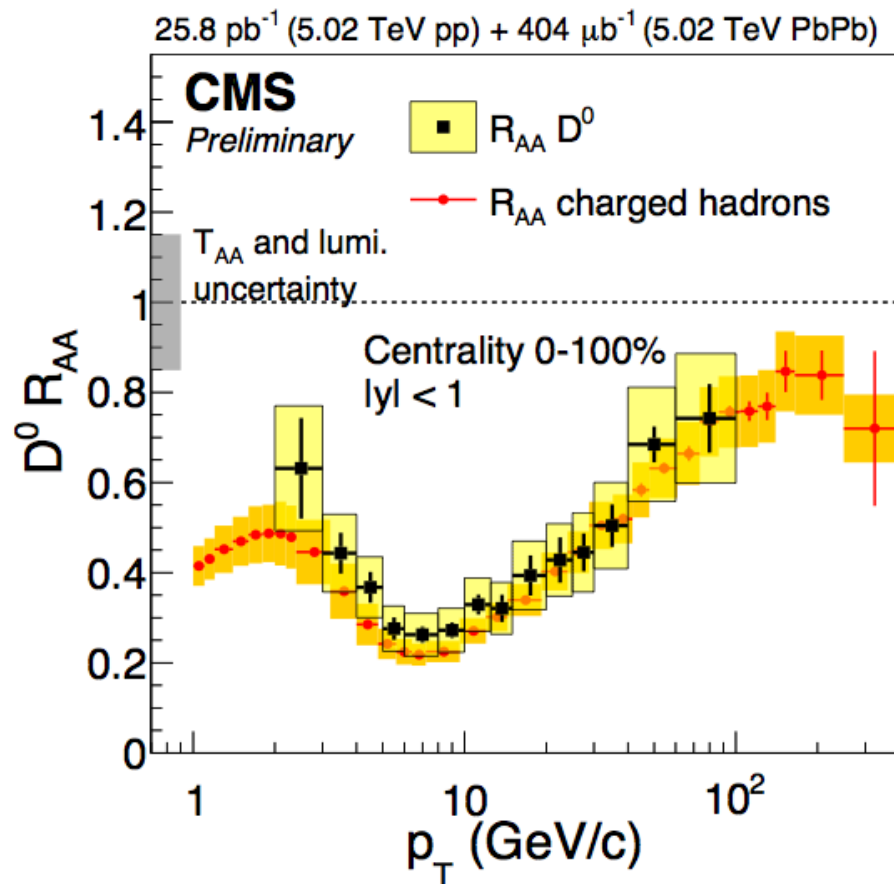 25.8 pb⁻¹ (5.02 TeV pp) + 404 μb⁻¹ (5.02 TeV PbPb)
CMS
Preliminary
R_AA D⁰
R_AA charged hadrons
T_AA and lumi.
uncertainty
Centrality 0-100%
|y| < 1
D⁰ R_AA
1.4
1.2
1
0.8
0.6
0.4
0.2
0
1 10 10²
p_T (GeV/c)